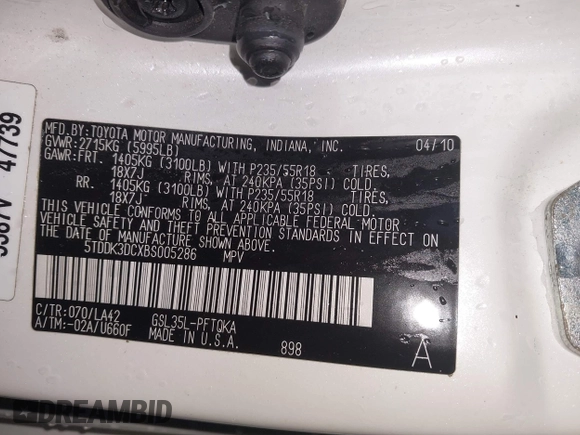 MFD.BY:TOYOTA MOTOR MANUFACTURING, INDIANA, INC. 04/10
GVWR:2715KG (5995LB)
GAWR:FRT. 1405KG (3100LB) WITH P235/55R18 TIRES,
18X7J RIMS, AT 240KPA (35PSI) COLD.
RR. 1405KG (3100LB) WITH P235/55R18 TIRES,
18X7J RIMS, AT 240KPA (35PSI) COLD.
THIS VEHICLE CONFORMS TO ALL APPLICABLE FEDERAL MOTOR
VEHICLE SAFETY AND THEFT PREVENTION STANDARDS IN EFFECT ON
THE DATE OF MANUFACTURE SHOWN ABOVE.
5TDDK3DCXBS005286 MPV
C/TR:070/LA42 GSL35L-PFTQKA
A/TM:-02A/U660F MADE IN U.S.A. 898
A
47739
DREAMBID